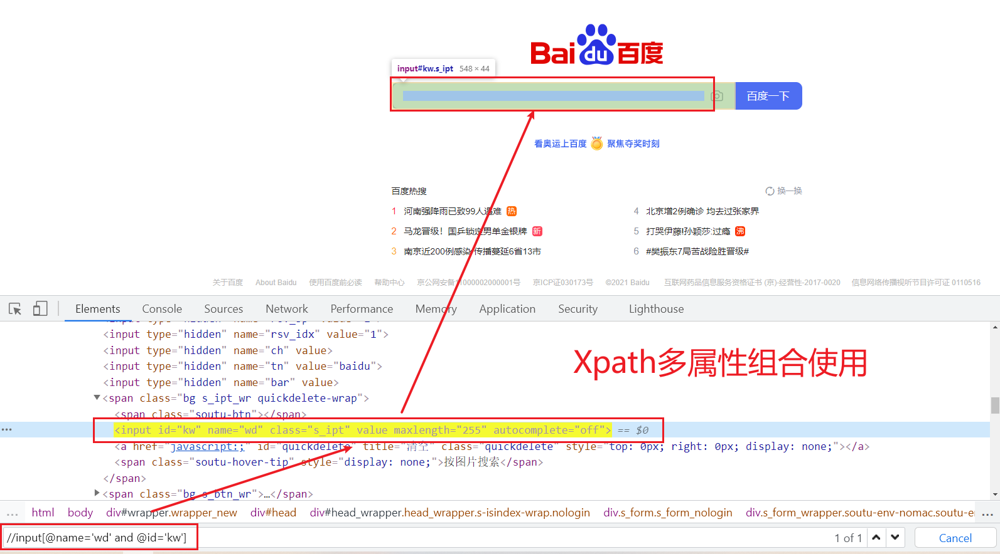 Bai du 百度
input#kw.s_ipt 548 × 44
百度一下
看奥运上百度 聚焦夺奖时刻
百度热搜 换一换
1 河南强降雨已致99人遇难 热
4 北京增2例确诊 均去过张家界
2 马龙晋级！国乒锁定男单金银牌 新
5 打哭伊藤!孙颖莎:过瘾 沸
3 南京近200例感染 传播蔓延6省13市
6 #樊振东7局苦战险胜晋级#
关于百度 About Baidu 使用百度前必读 帮助中心 京公网安备11000002000001号 京ICP证030173号 ©2021 Baidu 互联网药品信息服务资格证书 (京)-经营性-2017-0020 信息网络传播视听节目许可证 0110516
Elements Console Sources Network Performance Memory Application Security Lighthouse
<input type="hidden" name="rsv_idx" value="1">
<input type="hidden" name="ch" value>
<input type="hidden" name="tn" value="baidu">
<input type="hidden" name="bar" value>
Xpath多属性组合使用
<span class="bg s_ipt_wr quickdelete-wrap">
<span class="soutu-btn"></span>
<input id="kw" name="wd" class="s_ipt" value maxlength="255" autocomplete="off"> == $0
<a href="javascript:;" id="quickdelete" title="清空" class="quickdelete" style="top: 0px; right: 0px; display: none;"></a>
<span class="soutu-hover-tip" style="display: none;">按图片搜索</span>
</span>
<span class="bg s_btn_wr">…</span>
... html body div#wrapper.wrapper_new div#head div#head_wrapper.head_wrapper.s-isindex-wrap.nologin div.s_form.s_form_nologin div.s_form_wrapper.soutu-env-nomac.soutu-e ...
//input[@name='wd' and @id='kw'] 1 of 1 Cancel